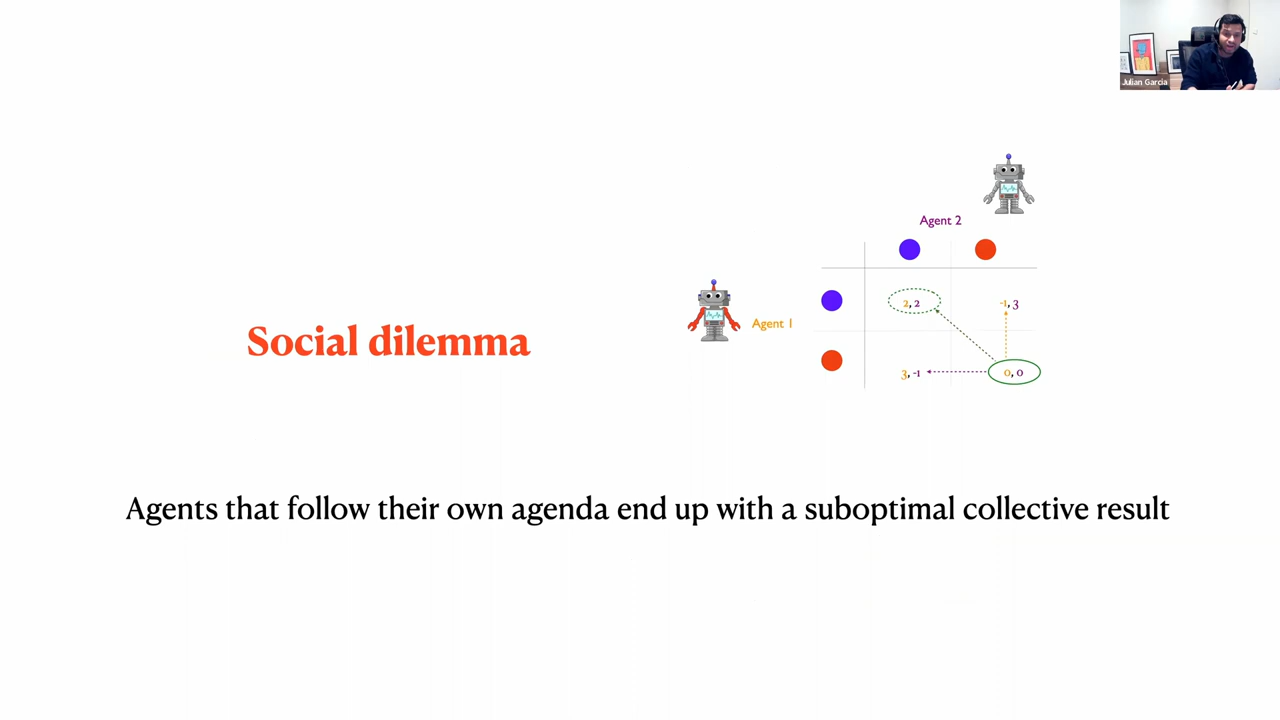 Julian Garcia
Agent 2
2, 2
-1, 3
Agent 1
Social dilemma
3, -1
0, 0
Agents that follow their own agenda end up with a suboptimal collective result